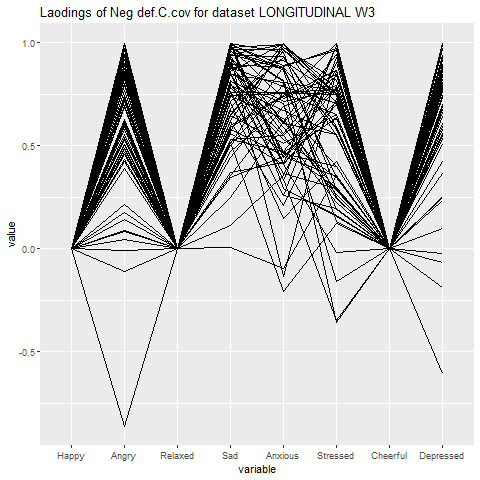 Laodings of Neg def.C.cov for dataset LONGITUDINAL W3
1.0
0.5
0.0
-0.5
value
Happy Angry Relaxed Sad Anxious Stressed Cheerful Depressed
variable